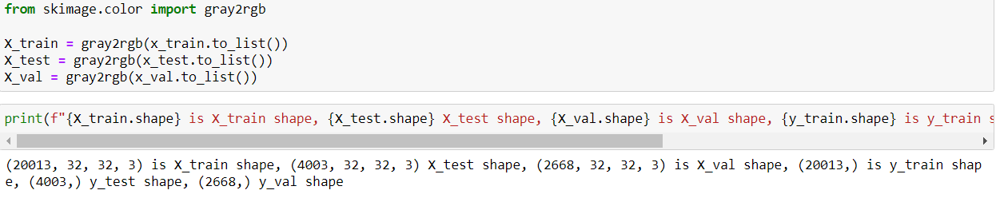 from skimage.color import gray2rgb
X_train = gray2rgb(x_train.to_list())
X_test = gray2rgb(x_test.to_list())
X_val = gray2rgb(x_val.to_list())
print(f"{X_train.shape} is X_train shape, {X_test.shape} X_test shape, {X_val.shape} is X_val shape, {y_train.shape} is y_train s
(20013, 32, 32, 3) is X_train shape, (4003, 32, 32, 3) X_test shape, (2668, 32, 32, 3) is X_val shape, (20013,) is y_train shap
e, (4003,) y_test shape, (2668,) y_val shape